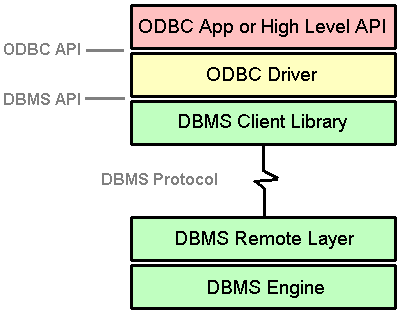 ODBC App or High Level API
ODBC API
ODBC Driver
DBMS API
DBMS Client Library
DBMS Protocol
DBMS Remote Layer
DBMS Engine